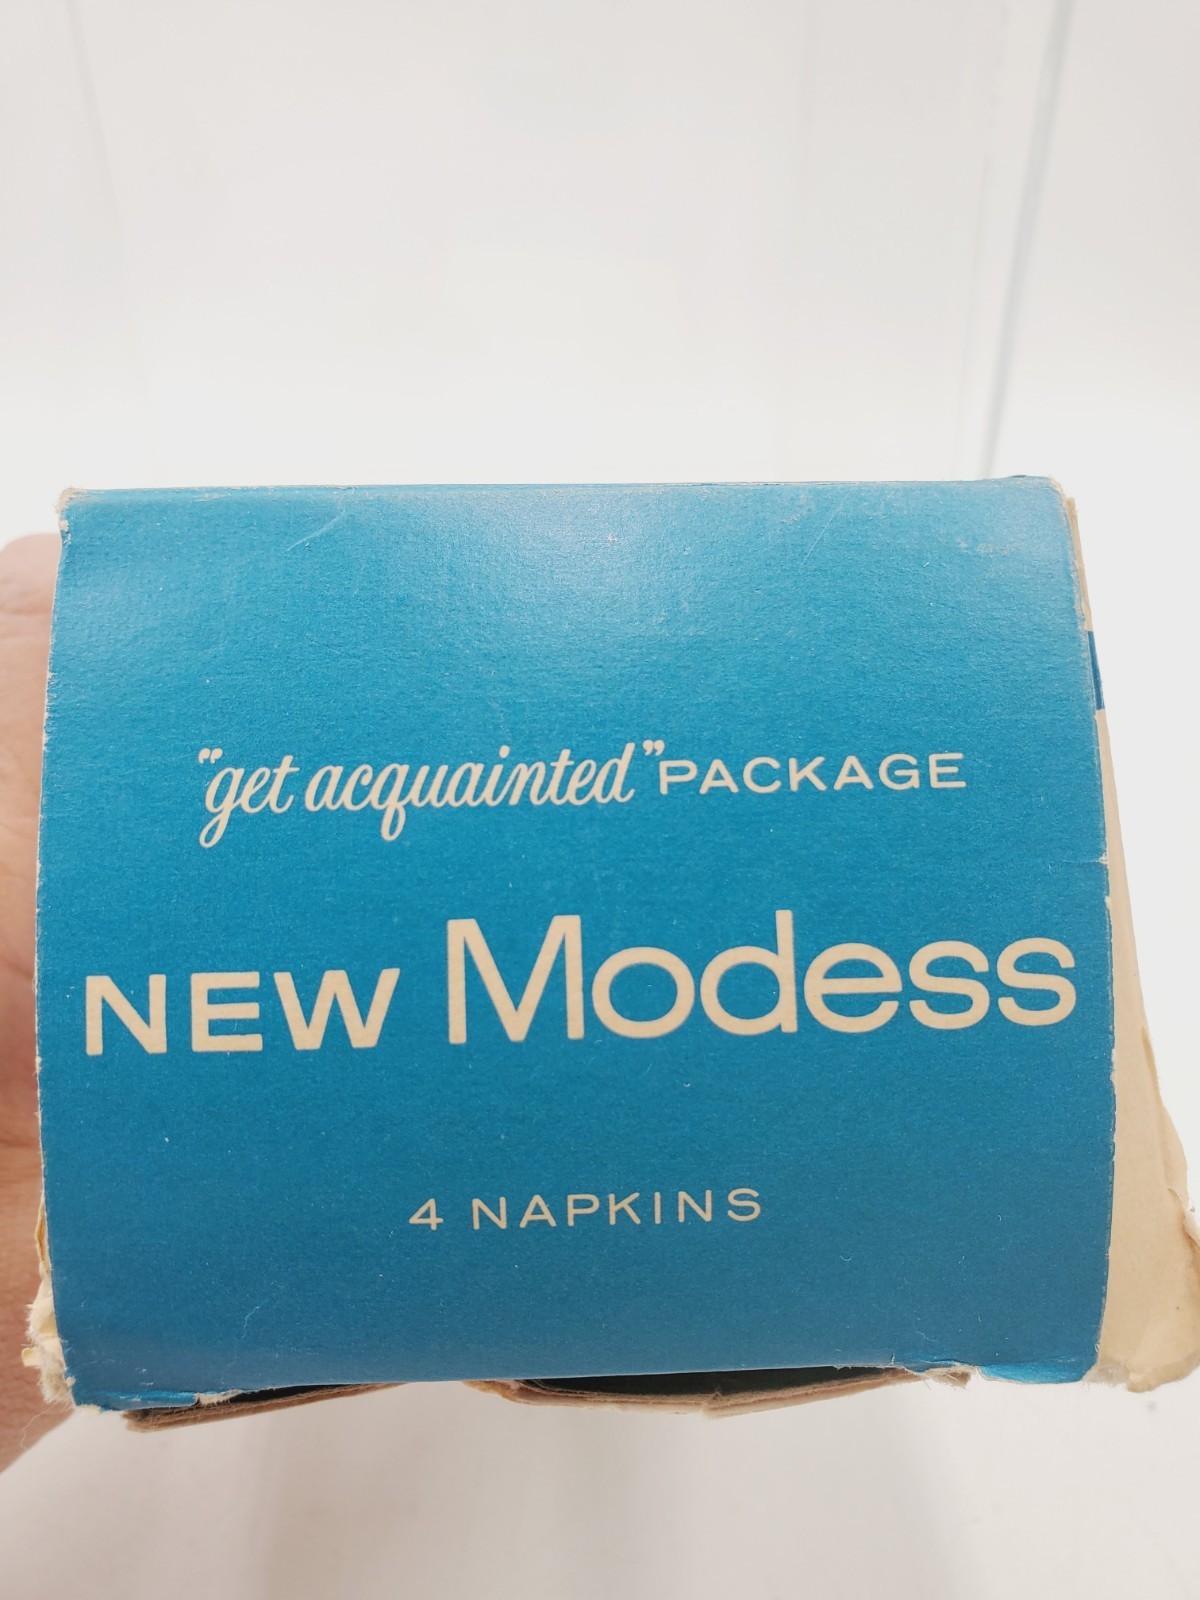 "get acquainted" PACKAGE
NEW Modess
4 NAPKINS